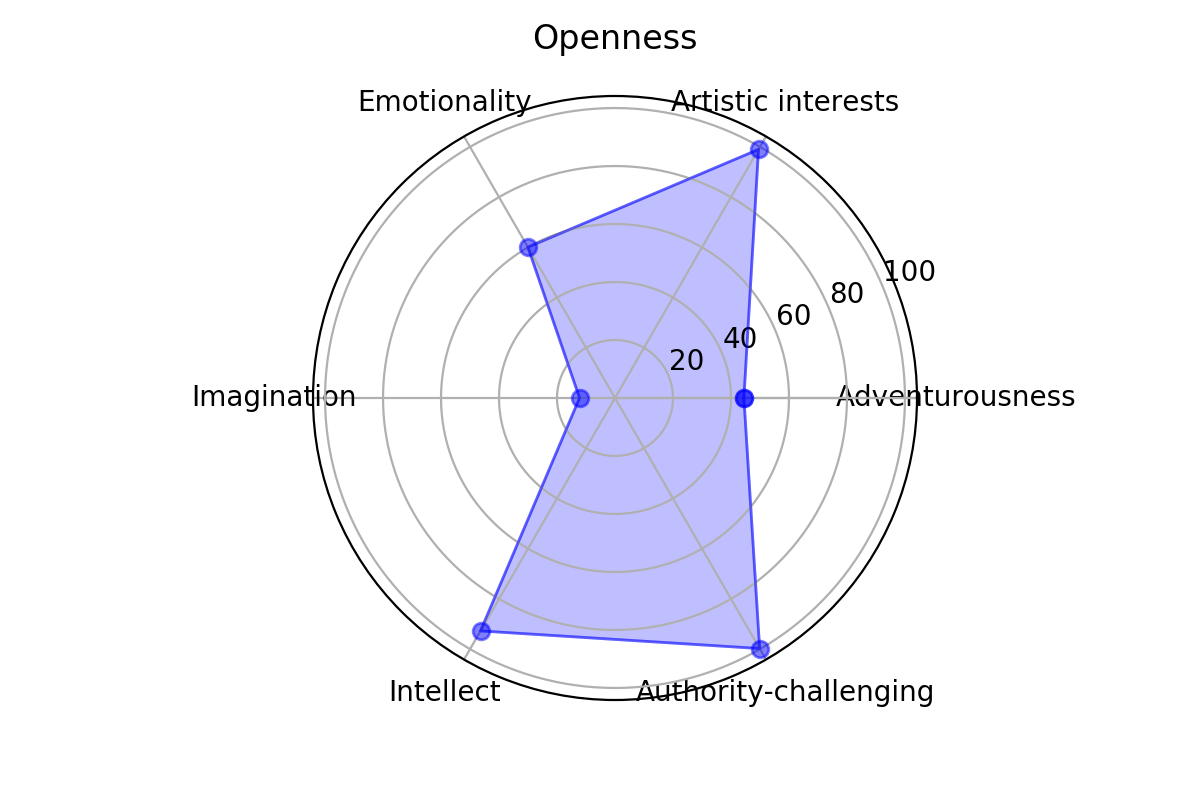 Openness
Emotionality
Artistic interests
100
80
60
40
20
Imagination
Adventurousness
Intellect
Authority-challenging